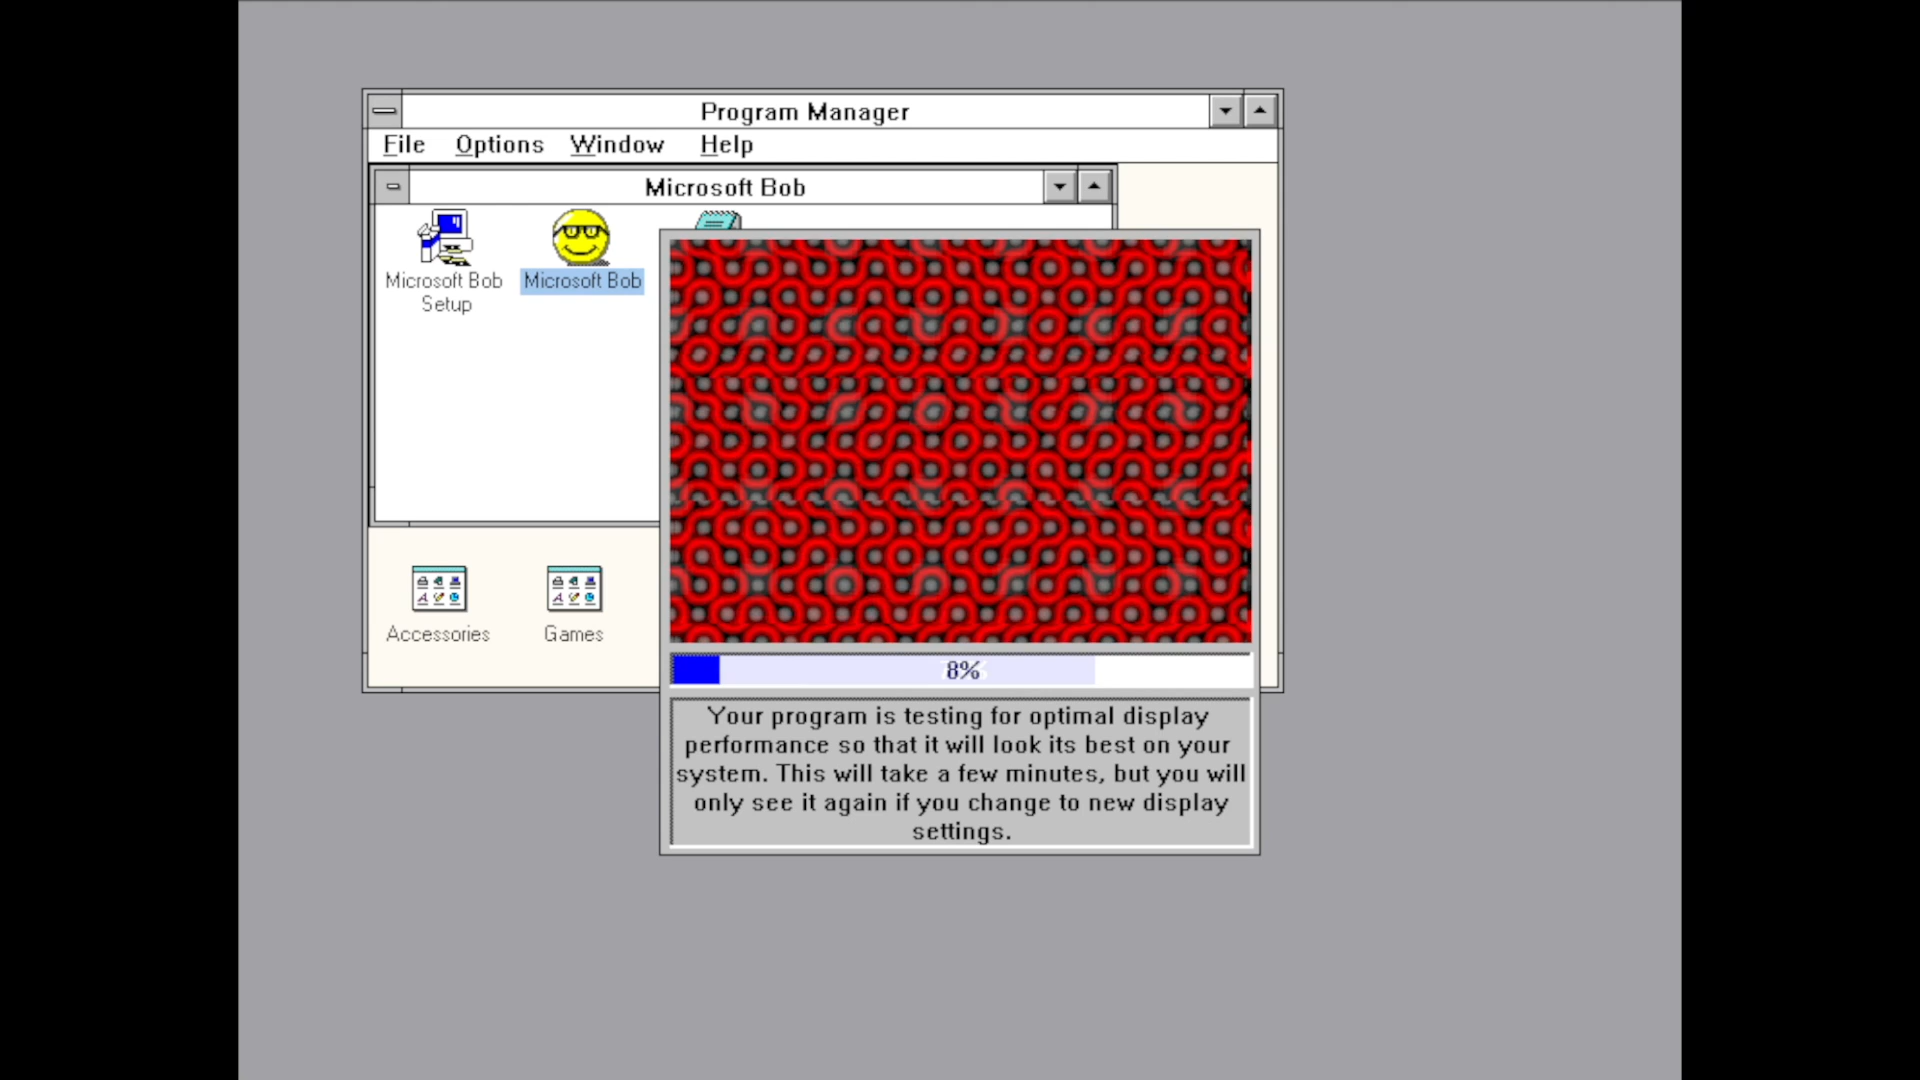 Program Manager
File Options Window Help
Microsoft Bob
Microsoft Bob
Setup
Microsoft Bob
Accessories
Games
8%
Your program is testing for optimal display
performance so that it will look its best on your
system. This will take a few minutes, but you will
only see it again if you change to new display
settings.